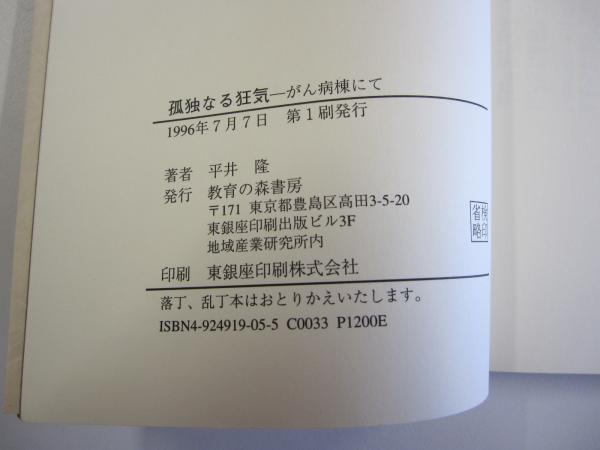 孤独なる狂気―がん病棟にて
1996年7月7日　第1刷発行
著者　平井　隆
発行　教育の森書房
〒171　東京都豊島区高田3-5-20
東銀座印刷出版ビル3F
地域産業研究所内
検印
省略
印刷　東銀座印刷株式会社
落丁、乱丁本はおとりかえいたします。
ISBN4-924919-05-5 C0033 P1200E